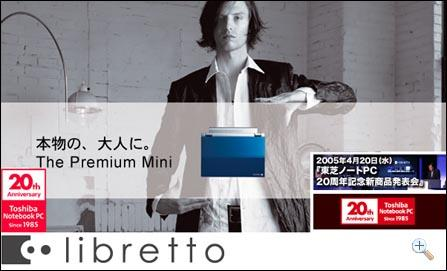 本物の、大人に。
The Premium Mini
20th
Anniversary
Toshiba
Notebook PC
Since 1985
2005年4月20日(水)
「東芝ノートPC
20周年記念新商品発表会」
20th
Anniversary
Toshiba
Notebook PC
Since 1985
libretto